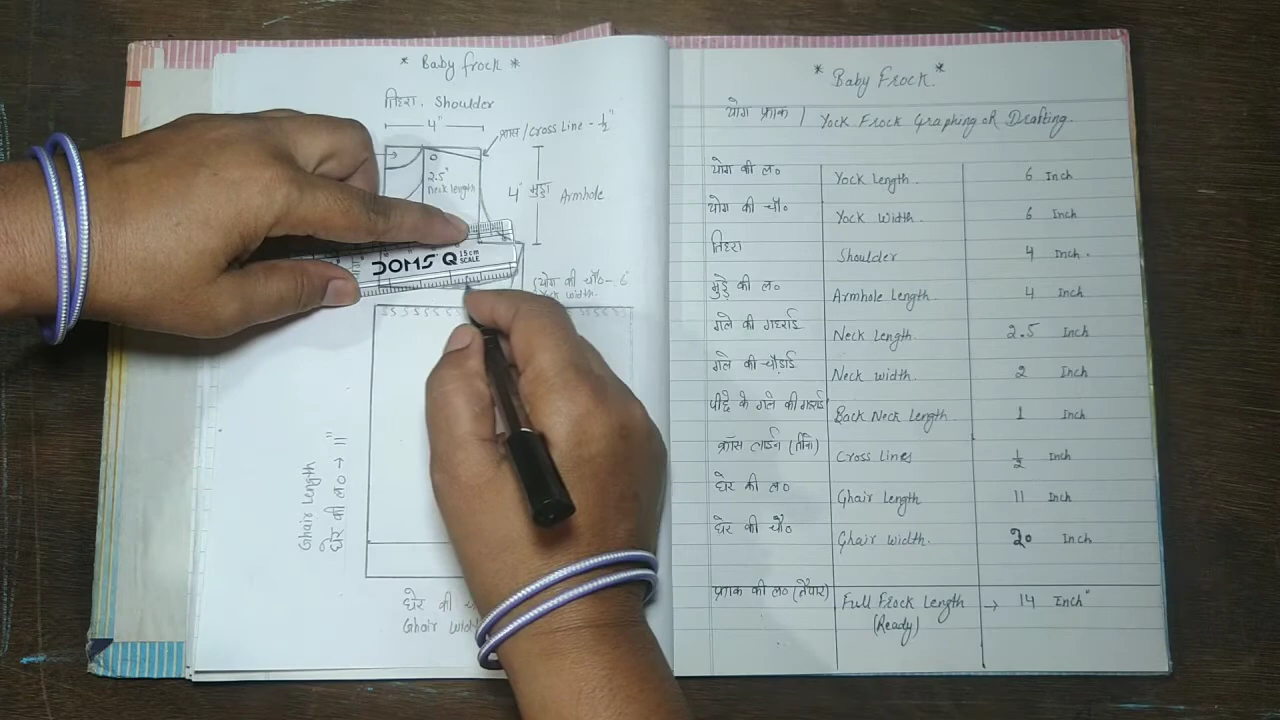 * Baby frock *
तिहरा. Shoulder
4"
शास /Cross Line - ½"
2.5"
Neck length
4" मुड्डा Armhole
DOMS Q 15cm SCALE
योग की चौ०- 6
width.
S S S S S S S
Ghair Length
घेर की ल० → 11"
घेर की
Ghair
* Baby Frock. *
योग फ्राक / Yock Frock Graphing OR Drafting.
योग की ल० Yock Length. 6 Inch
योग की चौ० Yock Width. 6 Inch
तिहरा Shoulder 4 Inch.
मुड्डे की ल० Armhole Length 4 Inch
गले की गहराई Neck Length. 2.5 Inch
गले की चौड़ाई Neck Width. 2 Inch
पीछे के गले की गहराई Back Neck Length 1 Inch
क्रॉस लाईन (तीरा) Cross Lines ½ Inch
घेर की ल० Ghair Length 11 Inch
घेर की चौ० Ghair Width. 20 Inch
फ्राक की ल० (तैयार) Full Frock Length → 14 Inch"
(Ready)